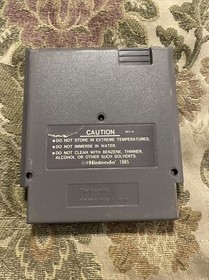 CAUTION
•DO NOT STORE IN EXTREME TEMPERATURES.
•DO NOT IMMERSE IN WATER.
•DO NOT CLEAN WITH BENZENE, THINNER,
ALCOHOL OR OTHER SUCH SOLVENTS.
©Nintendo 1985